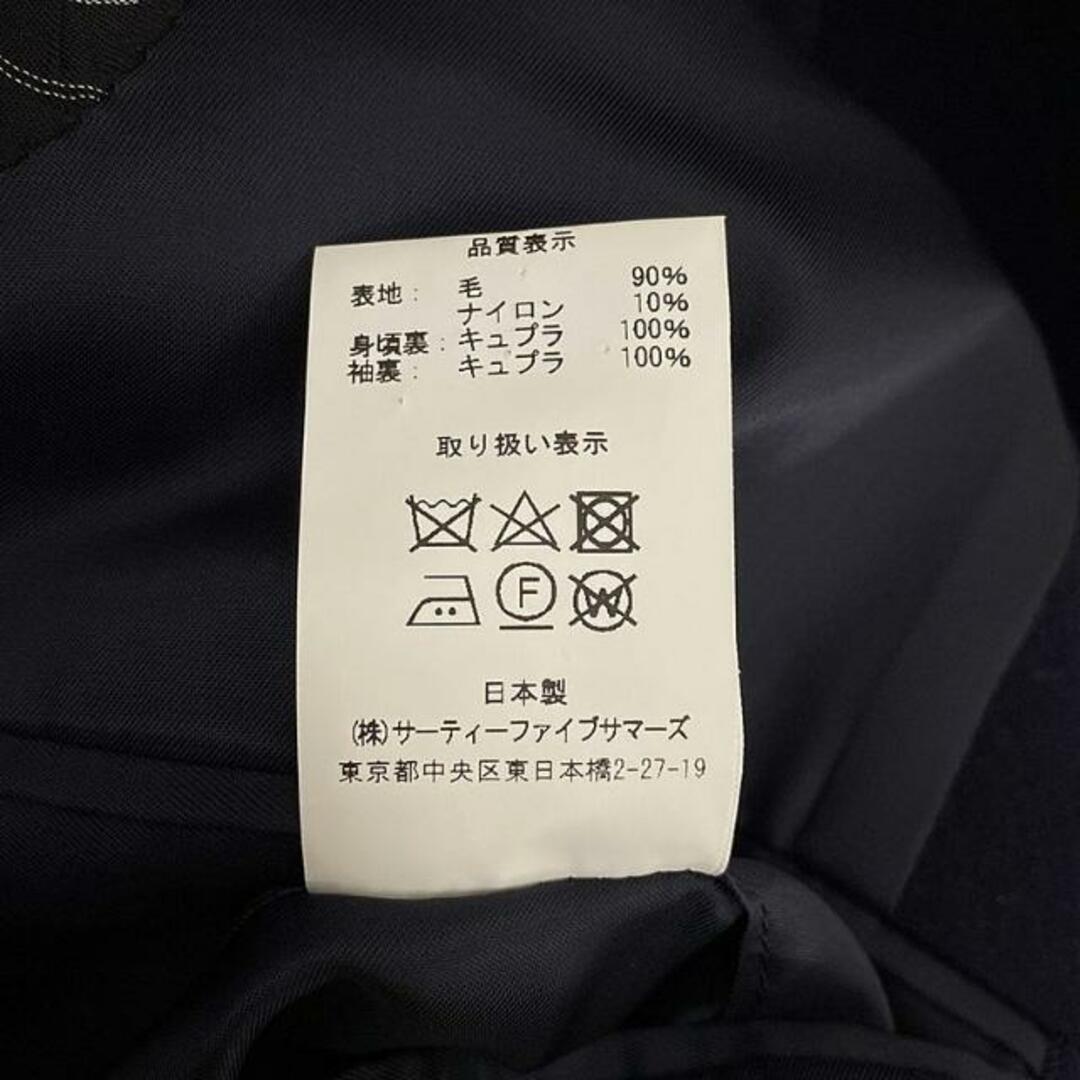 品質表示
表地: 毛 90%
ナイロン 10%
身頃裏: キュプラ 100%
袖裏: キュプラ 100%
取り扱い表示
F
W
日本製
(株)サーティーファイブサマーズ
東京都中央区東日本橋2-27-19